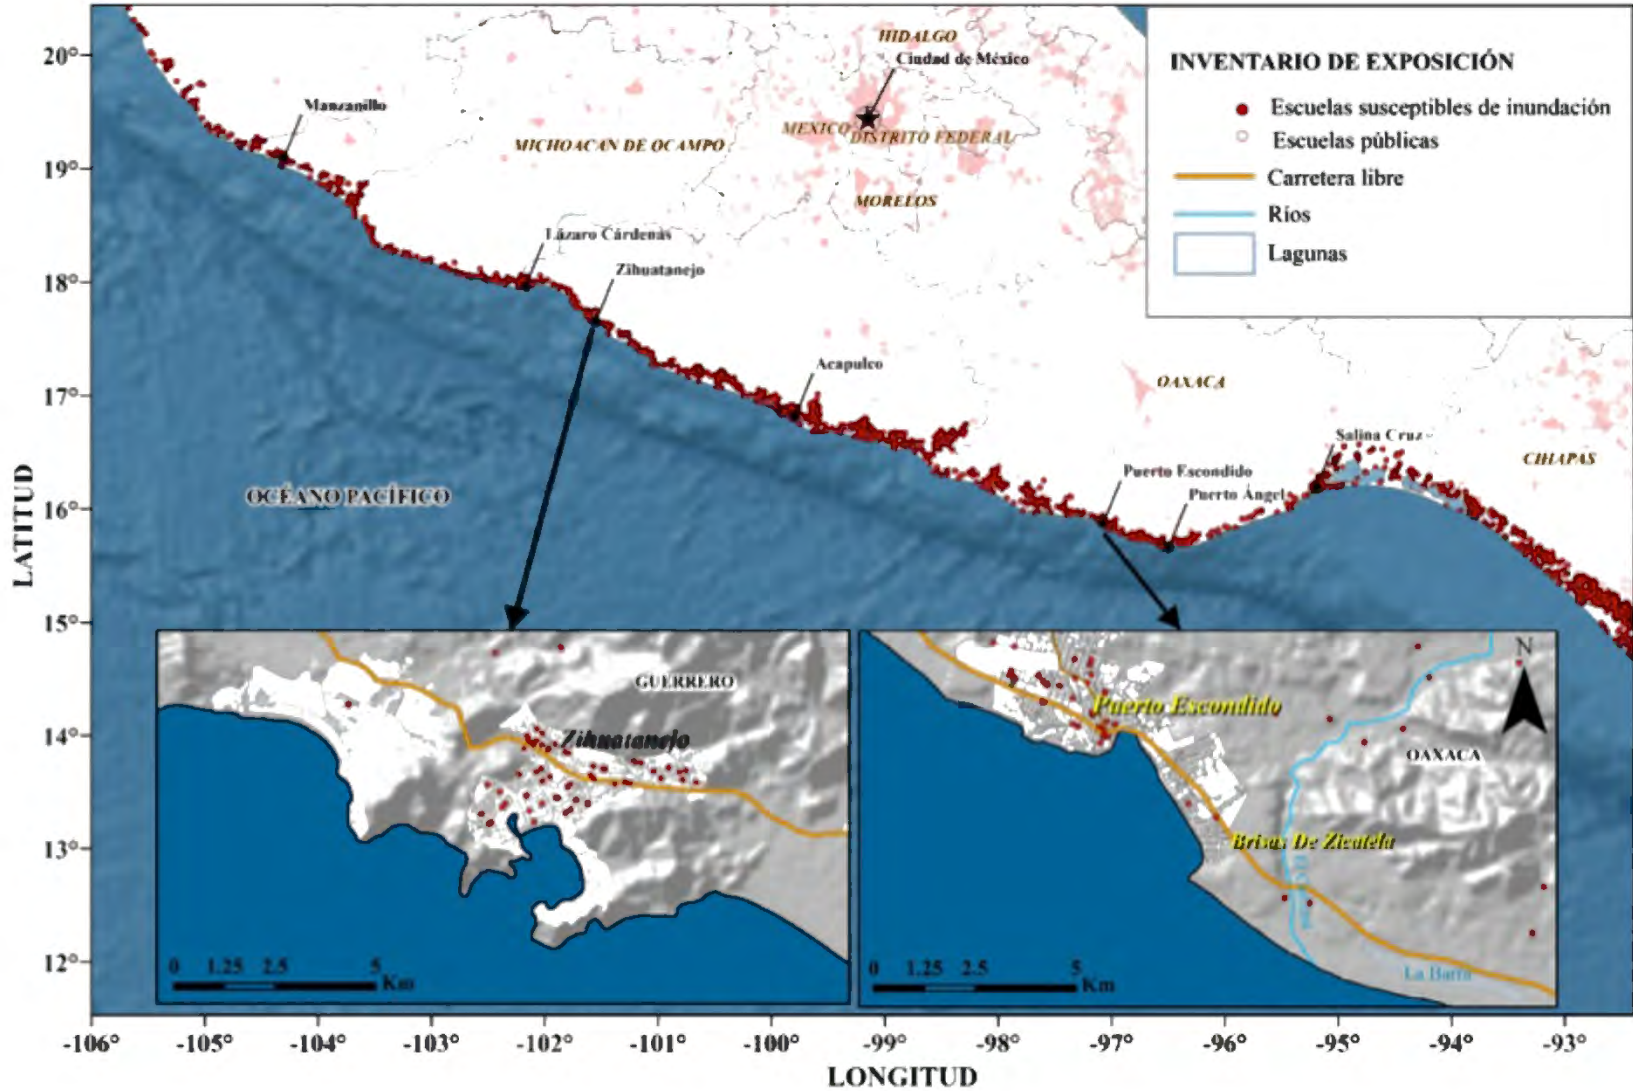 INVENTARIO DE EXPOSICIÓN
Escuelas susceptibles de inundación
Escuelas públicas
Carretera libre
Ríos
Lagunas
HIDALGO
Ciudad de México
MEXICO
DISTRITO FEDERAL
MICHOACAN DE OCAMPO
MORELOS
Manzanillo
Lázaro Cárdenas
Zihuatanejo
Acapulco
OAXACA
Salina Cruz
CHIAPAS
Puerto Escondido
Puerto Ángel
OCÉANO PACÍFICO
GUERRERO
Zihuatanejo
0 1.25 2.5 5
Km
N
Puerto Escondido
OAXACA
Brisas De Zicatela
La Barra
0 1.25 2.5 5
Km
LATITUD
20°
19°
18°
17°
16°
15°
14°
13°
12°
-106° -105° -104° -103° -102° -101° -100° -99° -98° -97° -96° -95° -94° -93°
LONGITUD